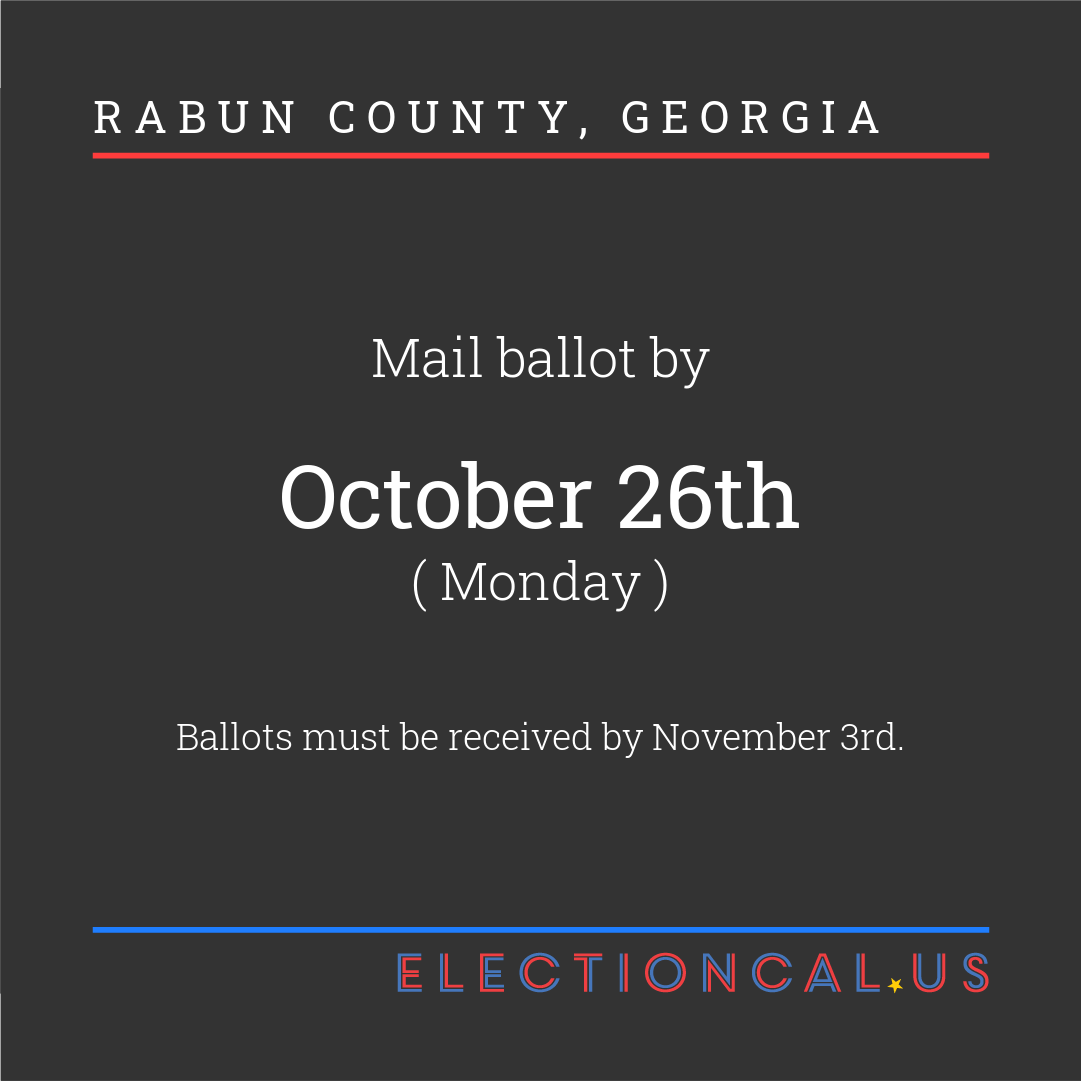 RABUN COUNTY, GEORGIA
Mail ballot by
October 26th
( Monday )
Ballots must be received by November 3rd.
ELECTIONCAL.US